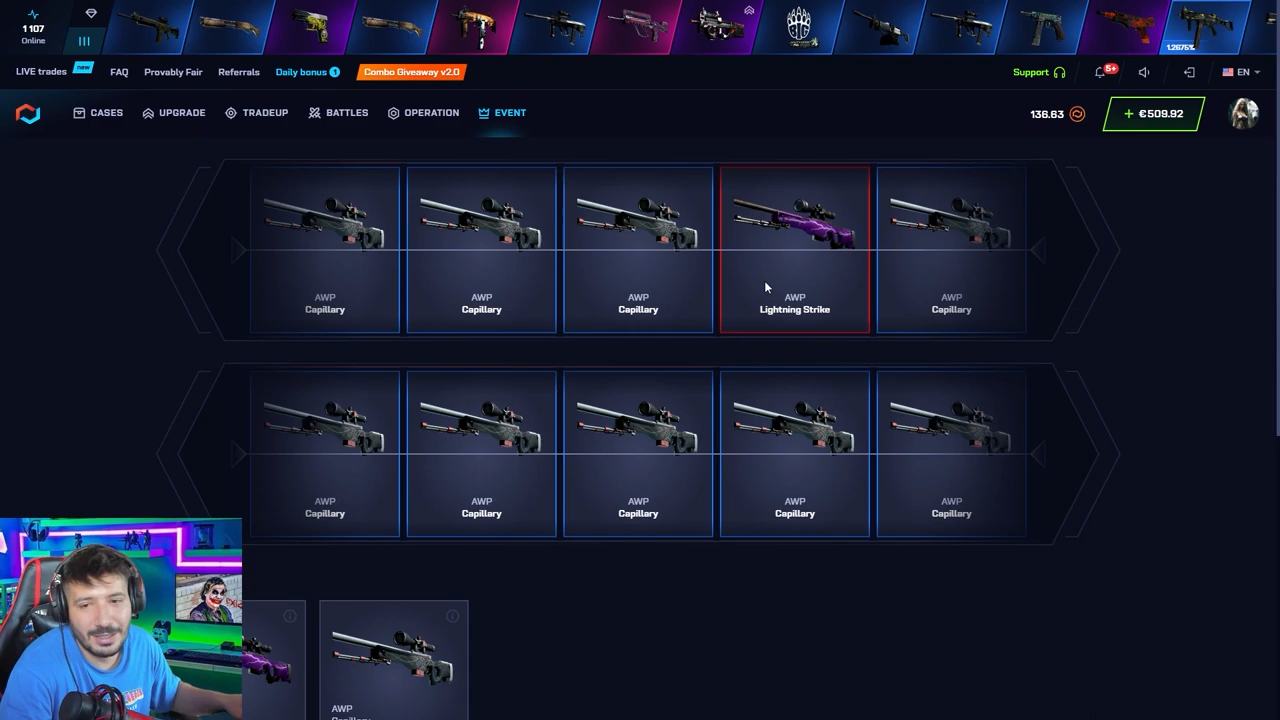 1 107
Online
1.2675%
LIVE trades
new
FAQ
Provably Fair
Referrals
Daily bonus 1
Combo Giveaway v2.0
Support
5+
EN
CASES
UPGRADE
TRADEUP
BATTLES
OPERATION
EVENT
136.63
+ €509.92
AWP
Capillary
AWP
Capillary
AWP
Capillary
AWP
Lightning Strike
AWP
Capillary
AWP
Capillary
AWP
Capillary
AWP
Capillary
AWP
Capillary
AWP
Capillary
AWP
Capillary